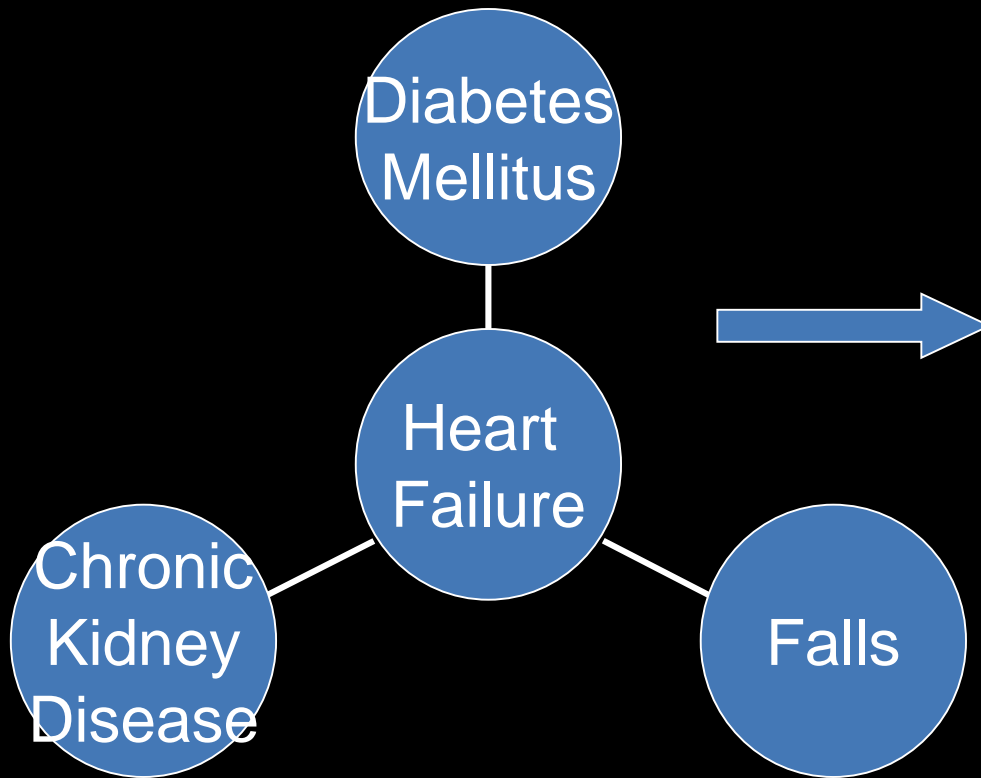 Diabetes
Mellitus
Heart
Failure
Chronic
Kidney
Disease
Falls